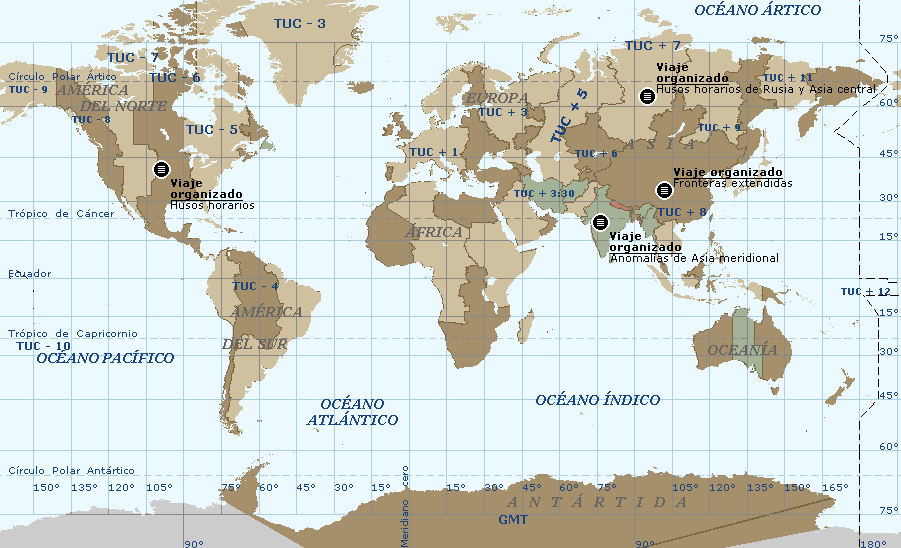 OCÉANO ÁRTICO
TUC - 3
75°
TUC + 7
TUC - 7
Viaje
organizado
Husos horarios de Rusia y Asia central
Círculo Polar Ártico
TUC - 6
TUC + 11
TUC - 9
AMÉRICA
DEL NORTE
EUROPA
60°
TUC + 3
TUC + 5
TUC - 8
TUC - 5
TUC + 9
ASIA
TUC + 1
TUC + 6
45°
Viaje
organizado
Husos horarios
Viaje organizado
Fronteras extendidas
TUC + 3:30
30°
Trópico de Cáncer
TUC + 8
ÁFRICA
15°
Viaje
organizado
Anomalías de Asia meridional
Ecuador
TUC - 4
TUC + 12
AMÉRICA
DEL SUR
15°
Trópico de Capricornio
TUC - 10
OCÉANO PACÍFICO
OCEANÍA
30°
OCÉANO
ATLÁNTICO
OCÉANO ÍNDICO
45°
60°
Círculo Polar Antártico
Meridiano cero
150° 135° 120° 105° 75° 60° 45° 30° 15° 15° 30° 45° 60° 75° 105° 120° 135° 150° 165°
ANTÁRTIDA
GMT
75°
90° 90° 180°